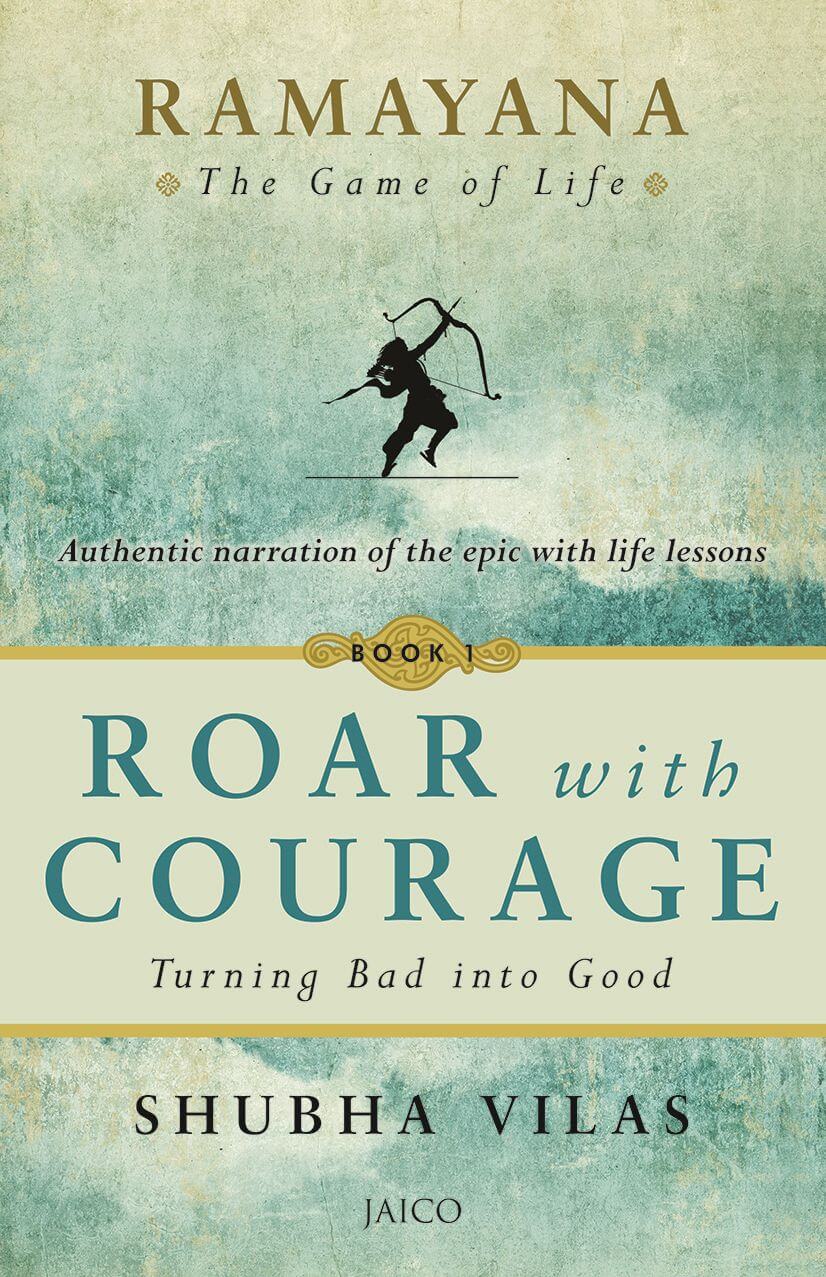 RAMAYANA
The Game of Life
Authentic narration of the epic with life lessons
BOOK 1
ROAR with
COURAGE
Turning Bad into Good
SHUBHA VILAS
JAICO